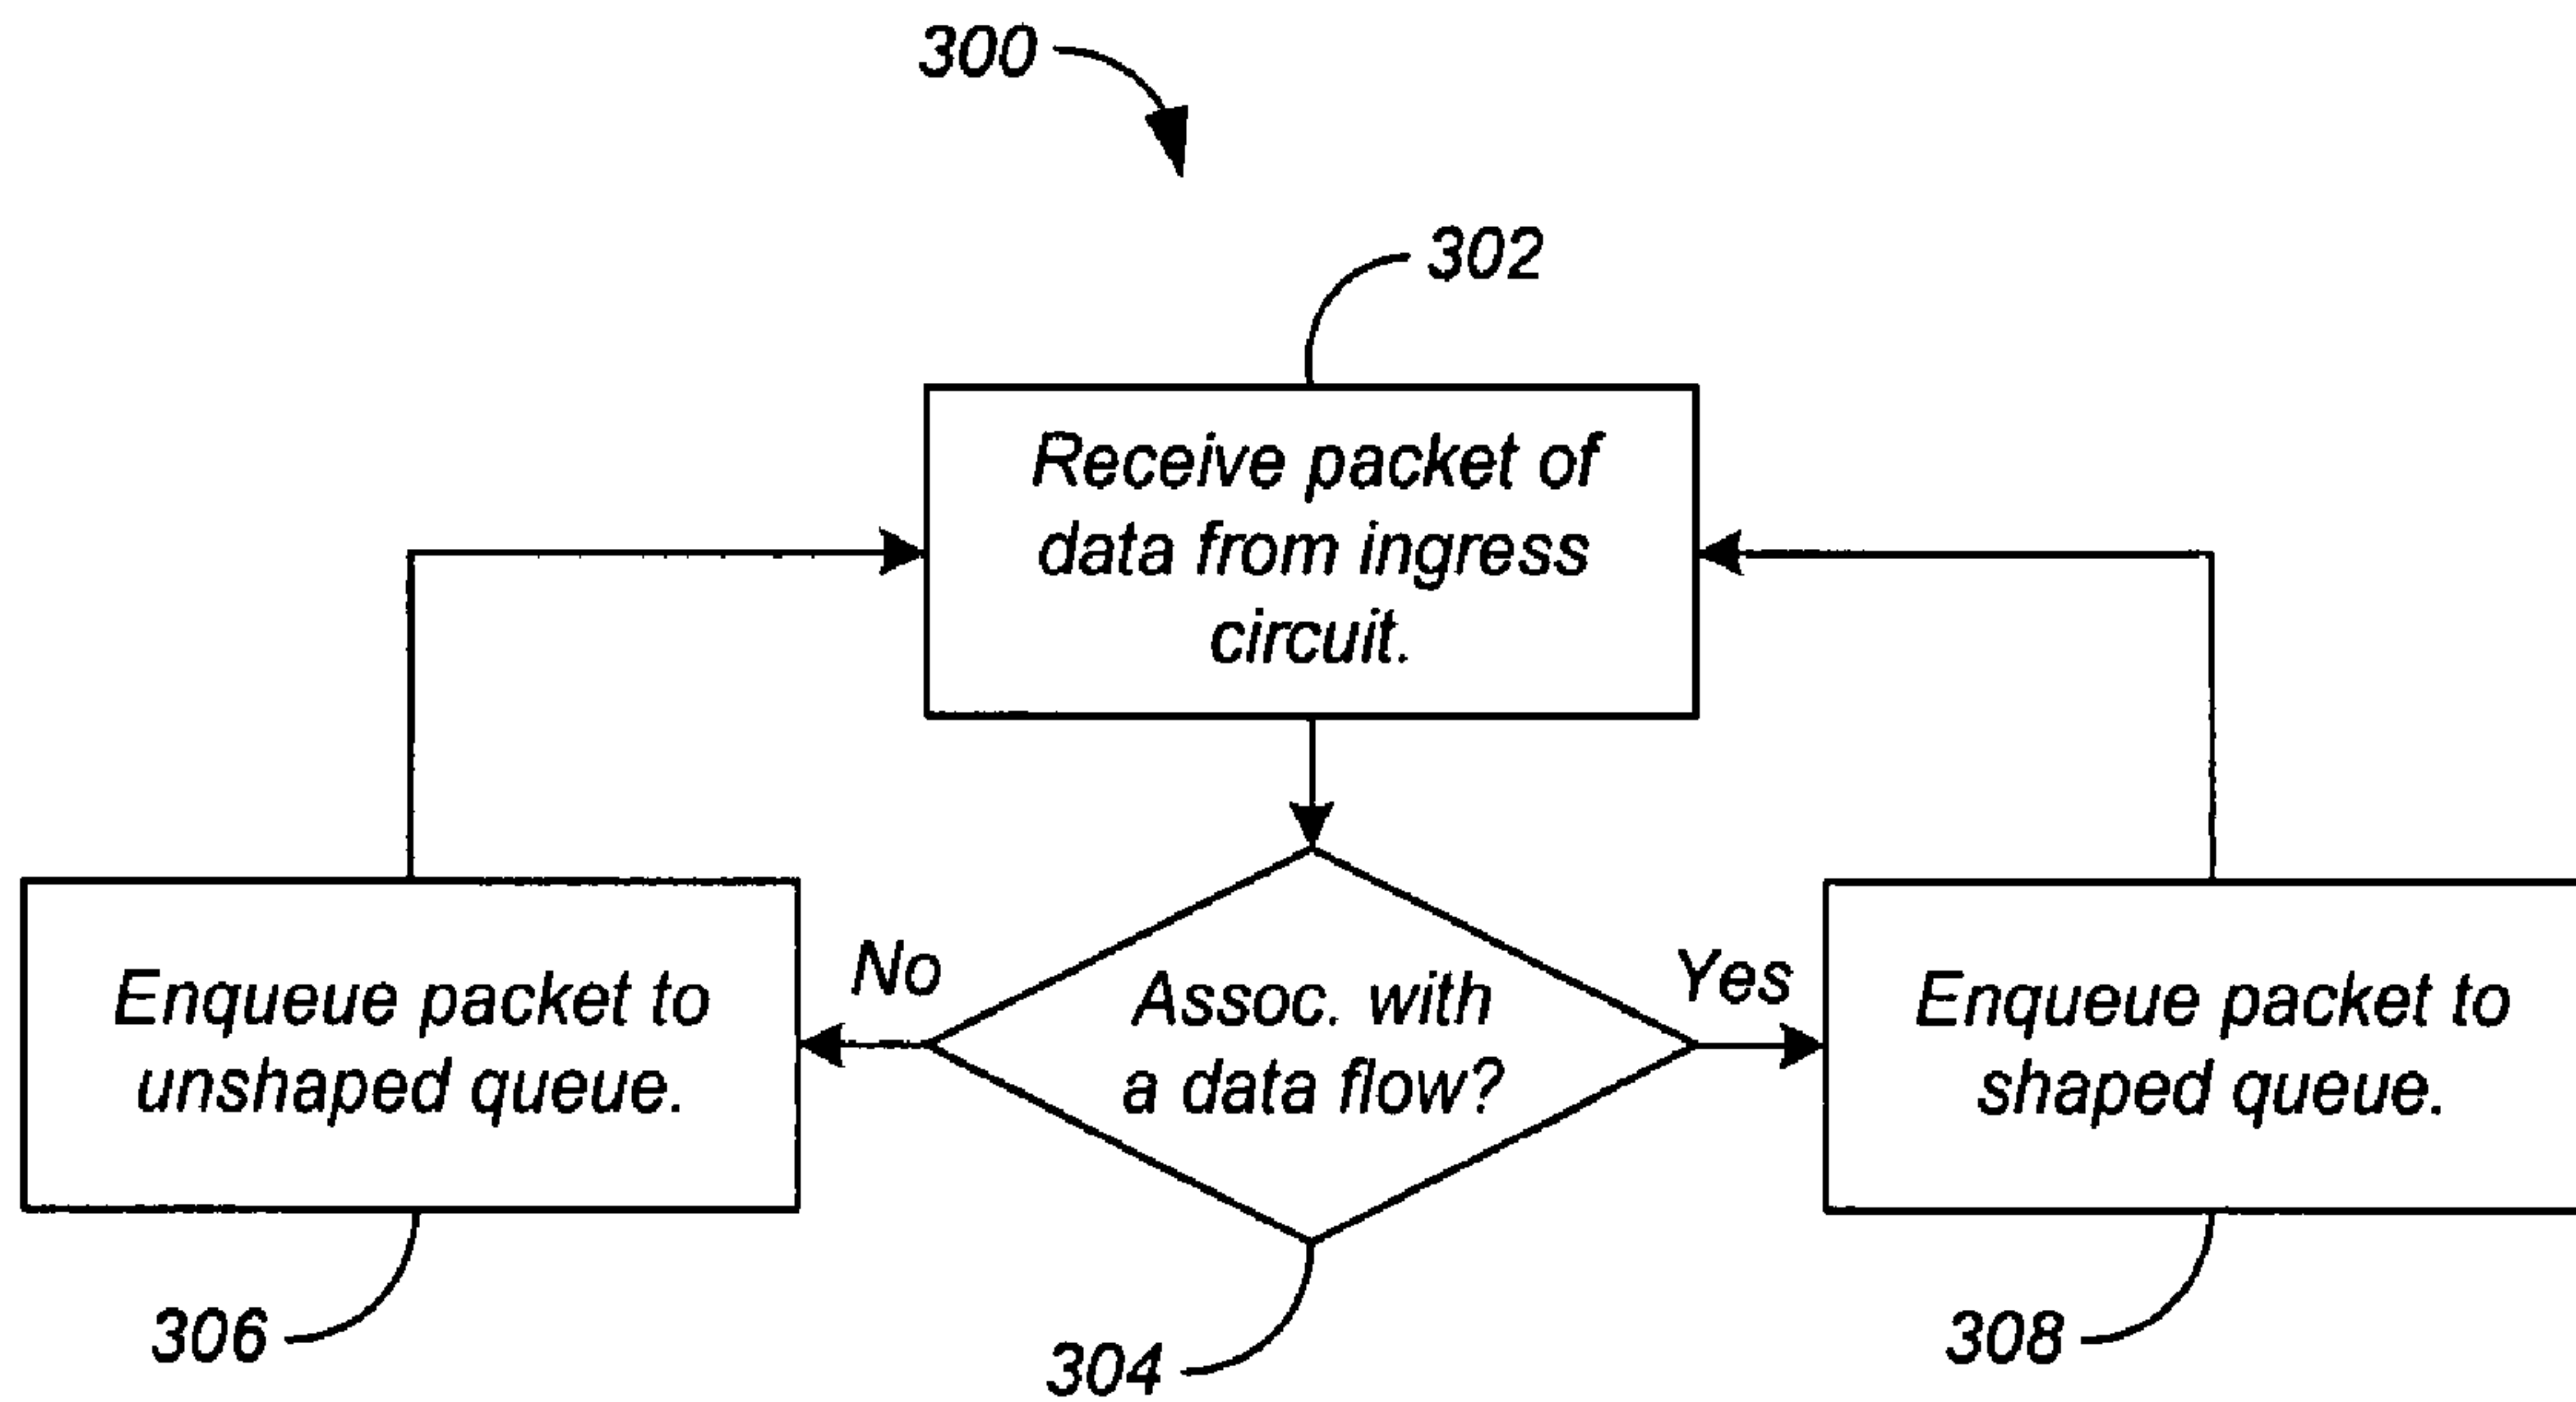 300
302
Receive packet of
data from ingress
circuit.
No
Yes
Enqueue packet to
unshaped queue.
Assoc. with
a data flow?
Enqueue packet to
shaped queue.
306
304
308